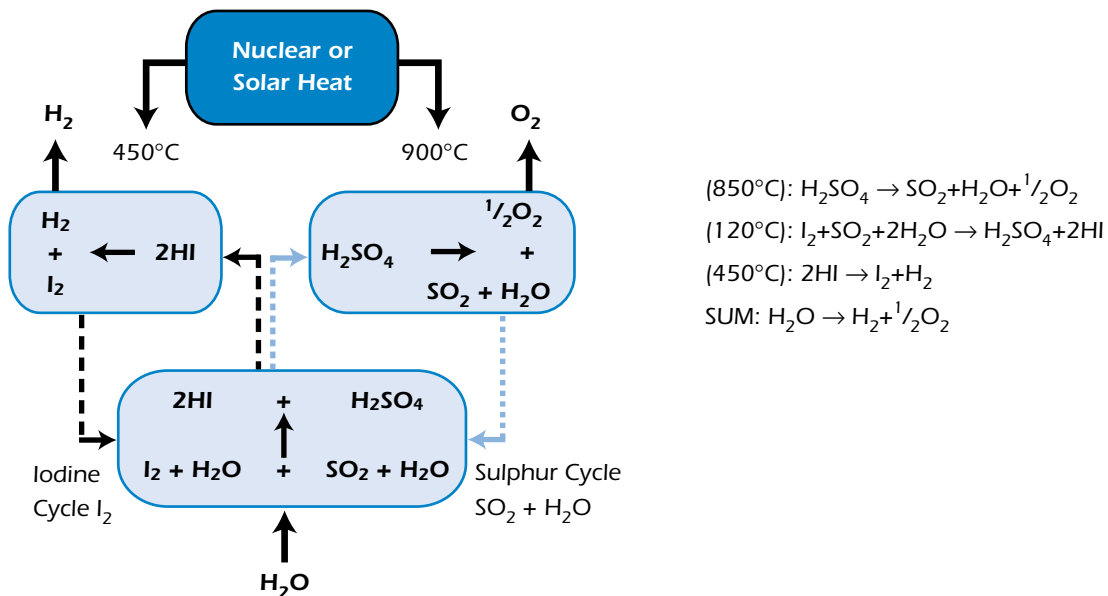 Nuclear or
Solar Heat
H₂
O₂
450°C
900°C
H₂
+
I₂
2HI
H₂SO₄
¹/₂O₂
+
SO₂ + H₂O
2HI + H₂SO₄
I₂ + H₂O + SO₂ + H₂O
Iodine
Cycle I₂
Sulphur Cycle
SO₂ + H₂O
H₂O
(850°C): H₂SO₄ → SO₂+H₂O+¹/₂O₂
(120°C): I₂+SO₂+2H₂O → H₂SO₄+2HI
(450°C): 2HI → I₂+H₂
SUM: H₂O → H₂+¹/₂O₂